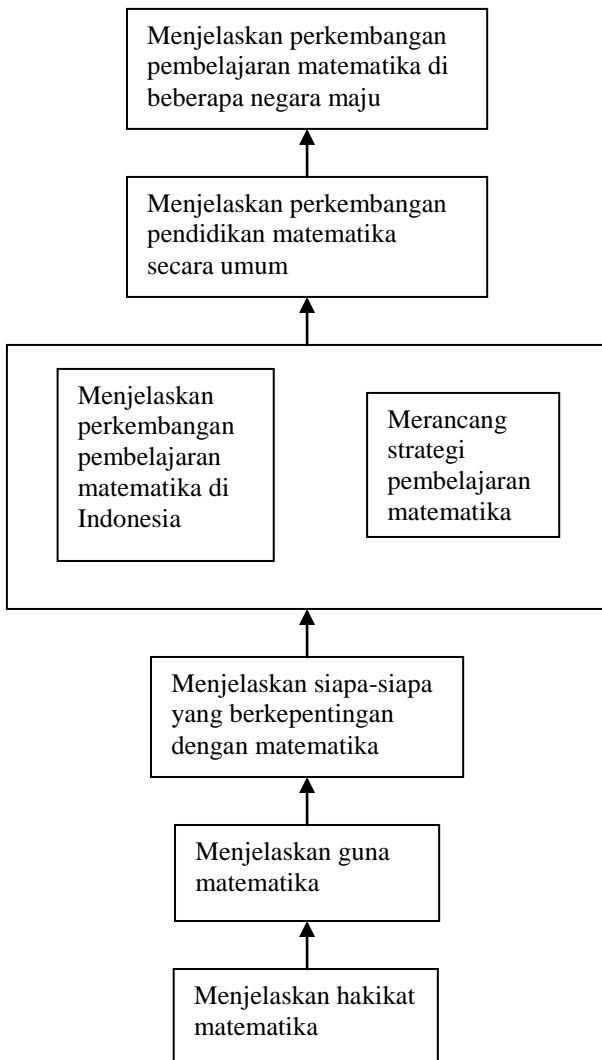 Menjelaskan perkembangan
pembelajaran matematika di
beberapa negara maju
Menjelaskan perkembangan
pendidikan matematika
secara umum
Menjelaskan
perkembangan
pembelajaran
matematika di
Indonesia
Merancang
strategi
pembelajaran
matematika
Menjelaskan siapa-siapa
yang berkepentingan
dengan matematika
Menjelaskan guna
matematika
Menjelaskan hakikat
matematika